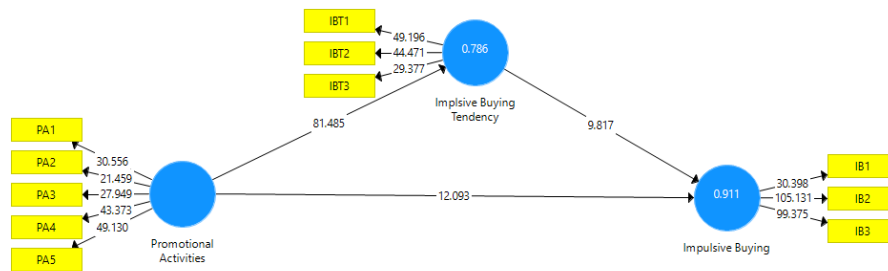 IBT1
49.196
IBT2
44.471
IBT3
29.377
0.786
Implsive Buying
Tendency
81.485
9.817
PA1
30.556
PA2
21.459
PA3
27.949
PA4
43.373
PA5
49.130
Promotional
Activities
12.093
0.911
Impulsive Buying
IB1
30.398
IB2
105.131
IB3
99.375